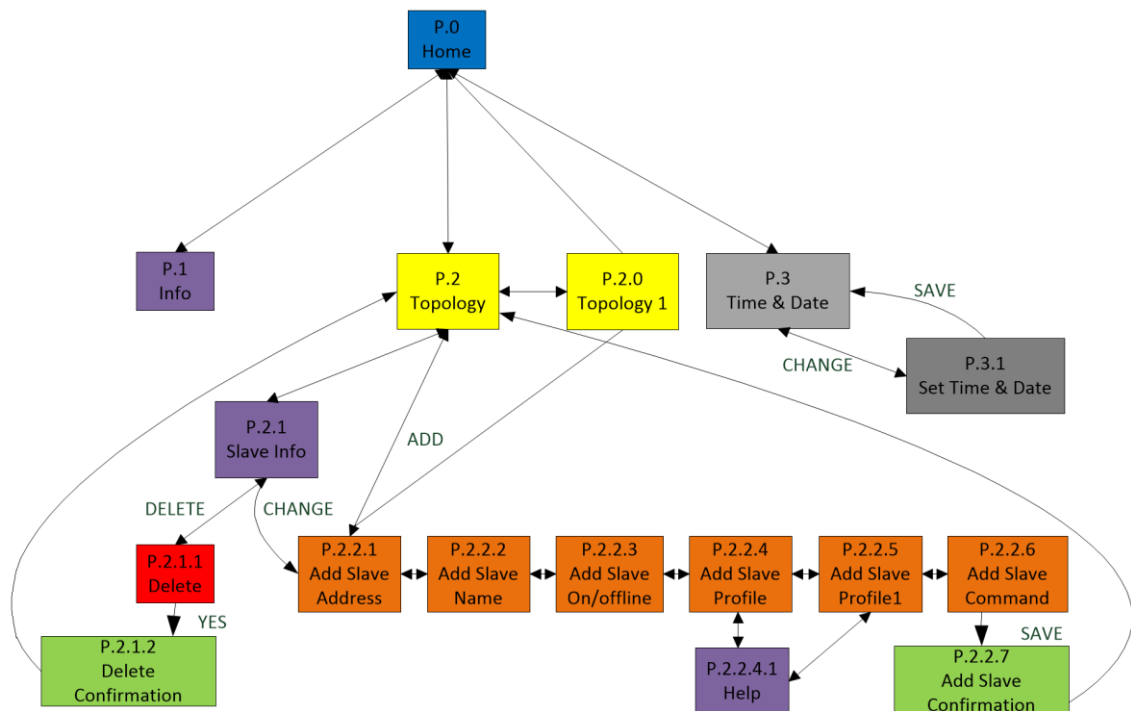 P.0
Home
P.1
Info
P.2
Topology
P.2.0
Topology 1
P.3
Time & Date
SAVE
CHANGE
P.3.1
Set Time & Date
P.2.1
Slave Info
ADD
DELETE
CHANGE
P.2.1.1
Delete
P.2.2.1
Add Slave
Address
P.2.2.2
Add Slave
Name
P.2.2.3
Add Slave
On/offline
P.2.2.4
Add Slave
Profile
P.2.2.5
Add Slave
Profile1
P.2.2.6
Add Slave
Command
YES
SAVE
P.2.1.2
Delete
Confirmation
P.2.2.4.1
Help
P.2.2.7
Add Slave
Confirmation